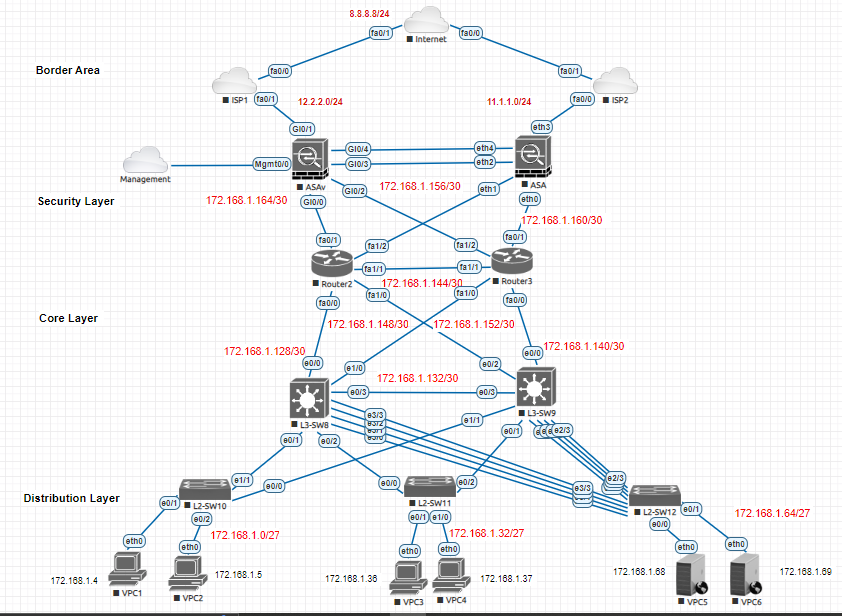 8.8.8.8/24
Internet
fa0/1
fa0/0
Border Area
fa0/0
fa0/1
ISP1
fa0/1
12.2.2.0/24
11.1.1.0/24
fa0/0
ISP2
GI0/1
eth3
GI0/4
eth4
GI0/3
eth2
Mgmt0/0
Management
ASAv
ASA
GI0/2
172.168.1.156/30
eth1
Security Layer
172.168.1.164/30
GI0/0
eth0
172.168.1.160/30
fa0/1
fa1/2
fa1/2
fa0/1
fa1/1
fa1/1
Router2
172.168.1.144/30
Router3
fa0/0
fa1/0
fa1/0
fa0/0
Core Layer
172.168.1.148/30
172.168.1.152/30
172.168.1.128/30
172.168.1.140/30
e0/0
e1/0
e0/2
e0/0
172.168.1.132/30
e0/3
e0/3
L3-SW8
L3-SW9
e3/3
e3/2
e3/1
e3/0
e1/1
e0/1
e0/2
e0/1
e2/3
e1/1
e0/0
e0/0
e0/2
e2/3
e3/3
Distribution Layer
e0/1
L2-SW10
L2-SW11
L2-SW12
e0/2
e0/1
e1/0
e0/0
e0/1
172.168.1.64/27
172.168.1.0/27
172.168.1.32/27
eth0
eth0
eth0
eth0
eth0
eth0
172.168.1.4
172.168.1.5
172.168.1.36
172.168.1.37
172.168.1.68
172.168.1.69
VPC1
VPC2
VPC3
VPC4
VPC5
VPC6